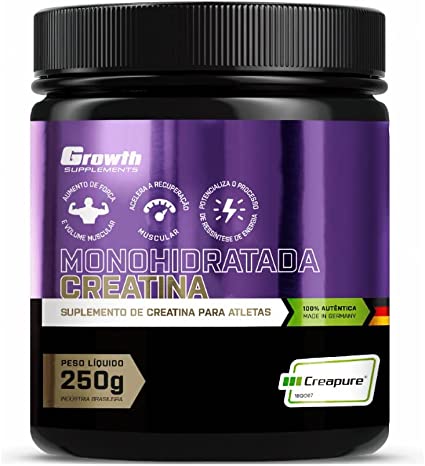 Growth
SUPPLEMENTS
AUMENTO DE FORÇA
E VOLUME MUSCULAR
ACELERA A RECUPERAÇÃO
MUSCULAR
POTENCIALIZA O PROCESSO
DE RESSÍNTESE DE ENERGIA
MONOHIDRATADA
CREATINA
SUPLEMENTO DE CREATINA PARA ATLETAS
100% AUTÊNTICA
MADE IN GERMANY
PESO LÍQUIDO
250g
INDÚSTRIA BRASILEIRA
Creapure®